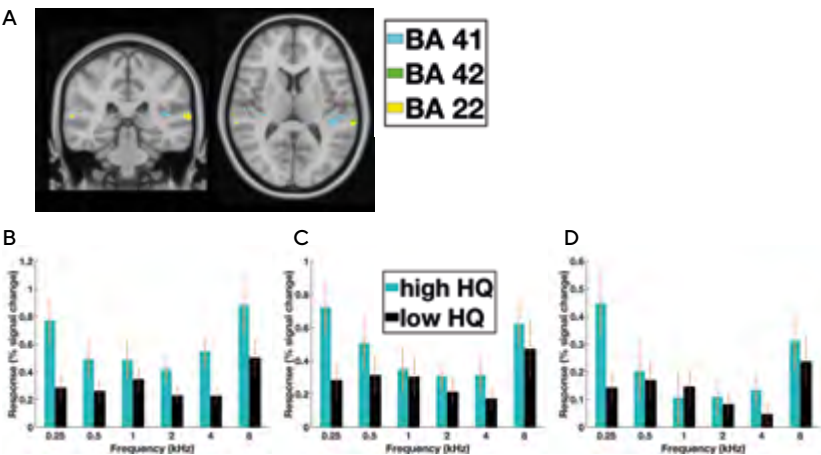 A
BA 41
BA 42
BA 22
B
Response (% signal change)
1.2
1
0.8
0.6
0.4
0.2
0
0.25 0.5 1 2 4 8
Frequency (kHz)
C
Response (% signal change)
1
0.8
0.6
0.4
0.2
0
0.25 0.5 1 2 4 8
Frequency (kHz)
high HQ
low HQ
D
Response (% signal change)
0.6
0.5
0.4
0.3
0.2
0.1
0
0.25 0.5 1 2 4 8
Frequency (kHz)